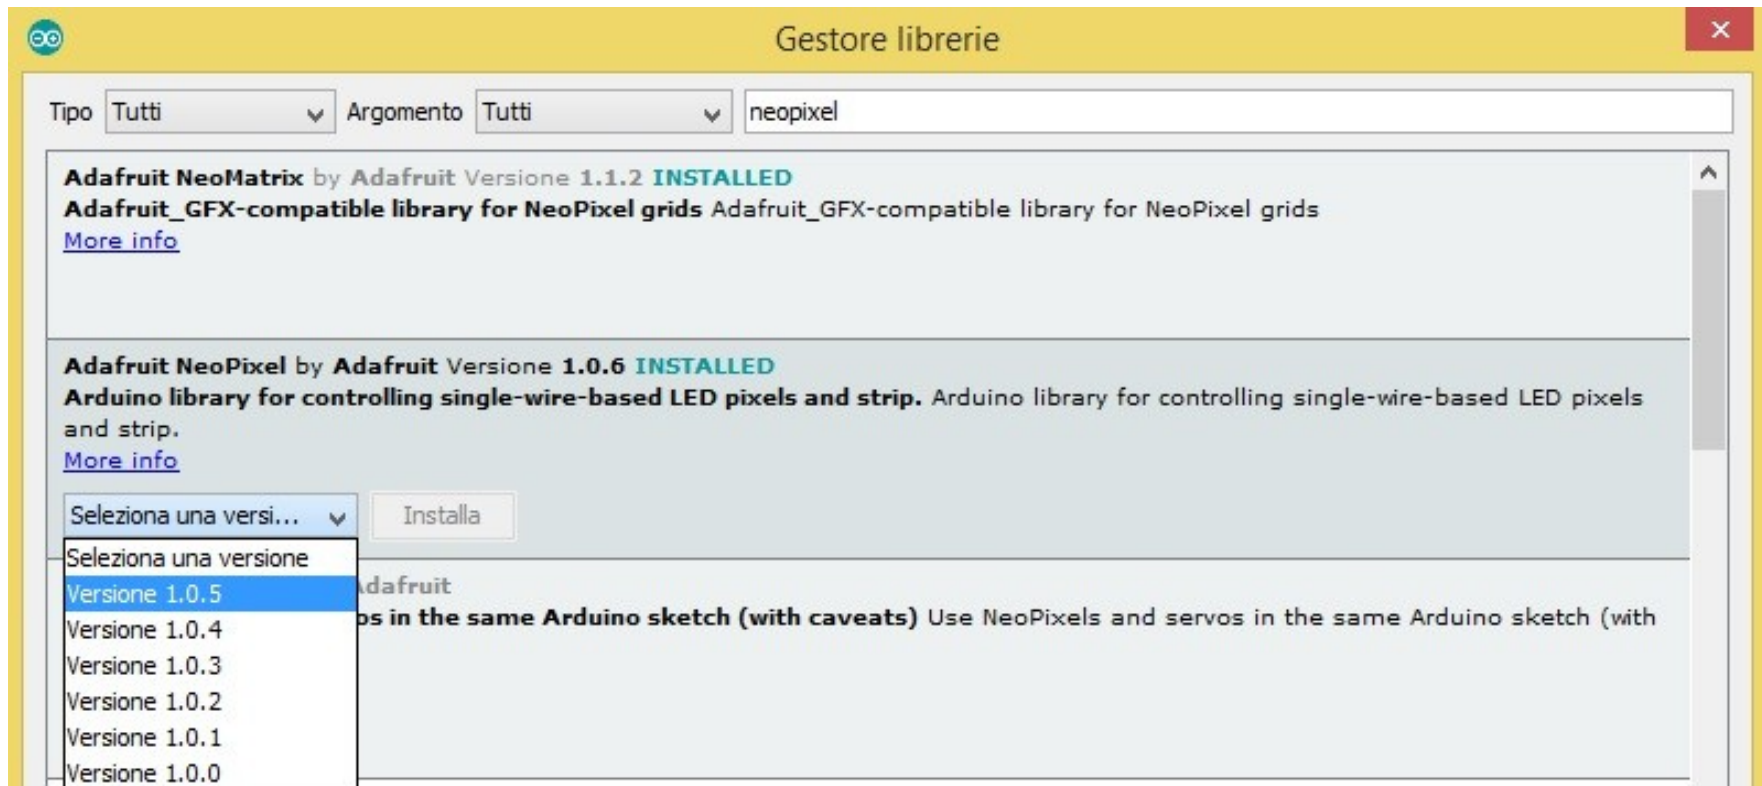 Gestore librerie
Tipo Tutti Argomento Tutti neopixel
Adafruit NeoMatrix by Adafruit Versione 1.1.2 INSTALLED
Adafruit_GFX-compatible library for NeoPixel grids Adafruit_GFX-compatible library for NeoPixel grids
More info
Adafruit NeoPixel by Adafruit Versione 1.0.6 INSTALLED
Arduino library for controlling single-wire-based LED pixels and strip. Arduino library for controlling single-wire-based LED pixels
and strip.
More info
Seleziona una versi... Installa
Seleziona una versione
Versione 1.0.5
Versione 1.0.4
Versione 1.0.3
Versione 1.0.2
Versione 1.0.1
Versione 1.0.0
in the same Arduino sketch (with caveats) Use NeoPixels and servos in the same Arduino sketch (with